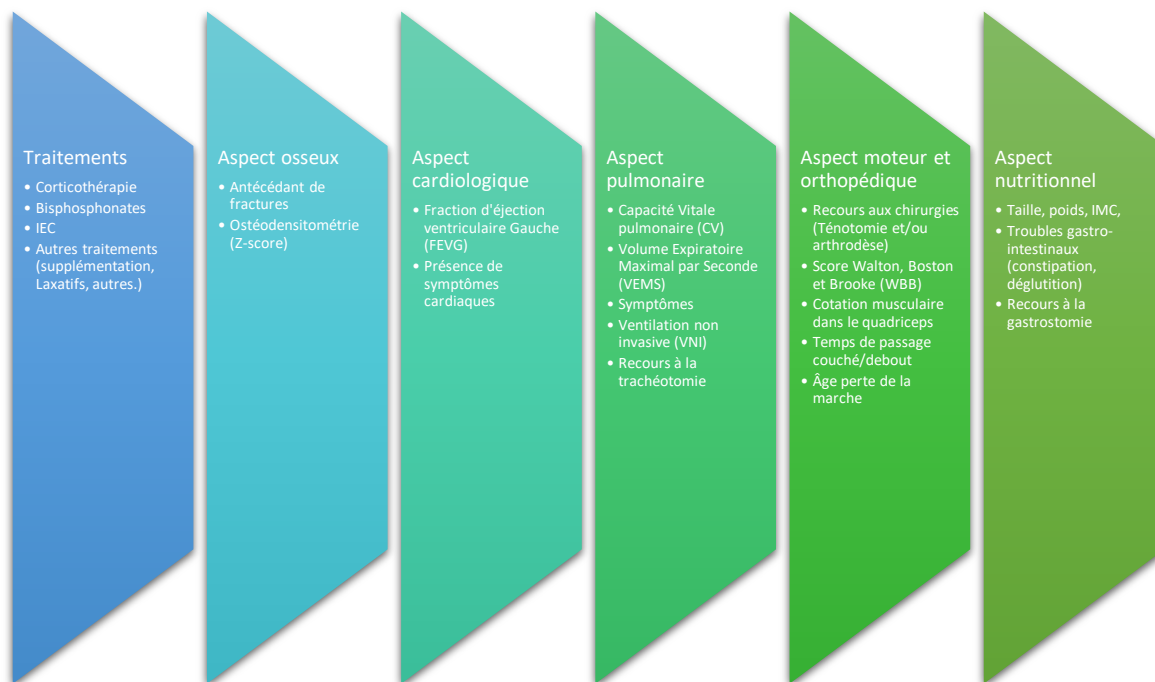 Traitements
• Corticothérapie
• Bisphosphonates
• IEC
• Autres traitements
(supplémentation,
Laxatifs, autres.)
Aspect osseux
• Antécédant de
fractures
• Ostéodensitométrie
(Z-score)
Aspect
cardiologique
• Fraction d'éjection
ventriculaire Gauche
(FEVG)
• Présence de
symptômes
cardiaques
Aspect
pulmonaire
• Capacité Vitale
pulmonaire (CV)
• Volume Expiratoire
Maximal par Seconde
(VEMS)
• Symptômes
• Ventilation non
invasive (VNI)
• Recours à la
trachéotomie
Aspect moteur et
orthopédique
• Recours aux chirurgies
(Ténotomie et/ou
arthrodèse)
• Score Walton, Boston
et Brooke (WBB)
• Cotation musculaire
dans le quadriceps
• Temps de passage
couché/debout
• Âge perte de la
marche
Aspect
nutritionnel
• Taille, poids, IMC,
• Troubles gastro-
intestinaux
(constipation,
déglutition)
• Recours à la
gastrostomie